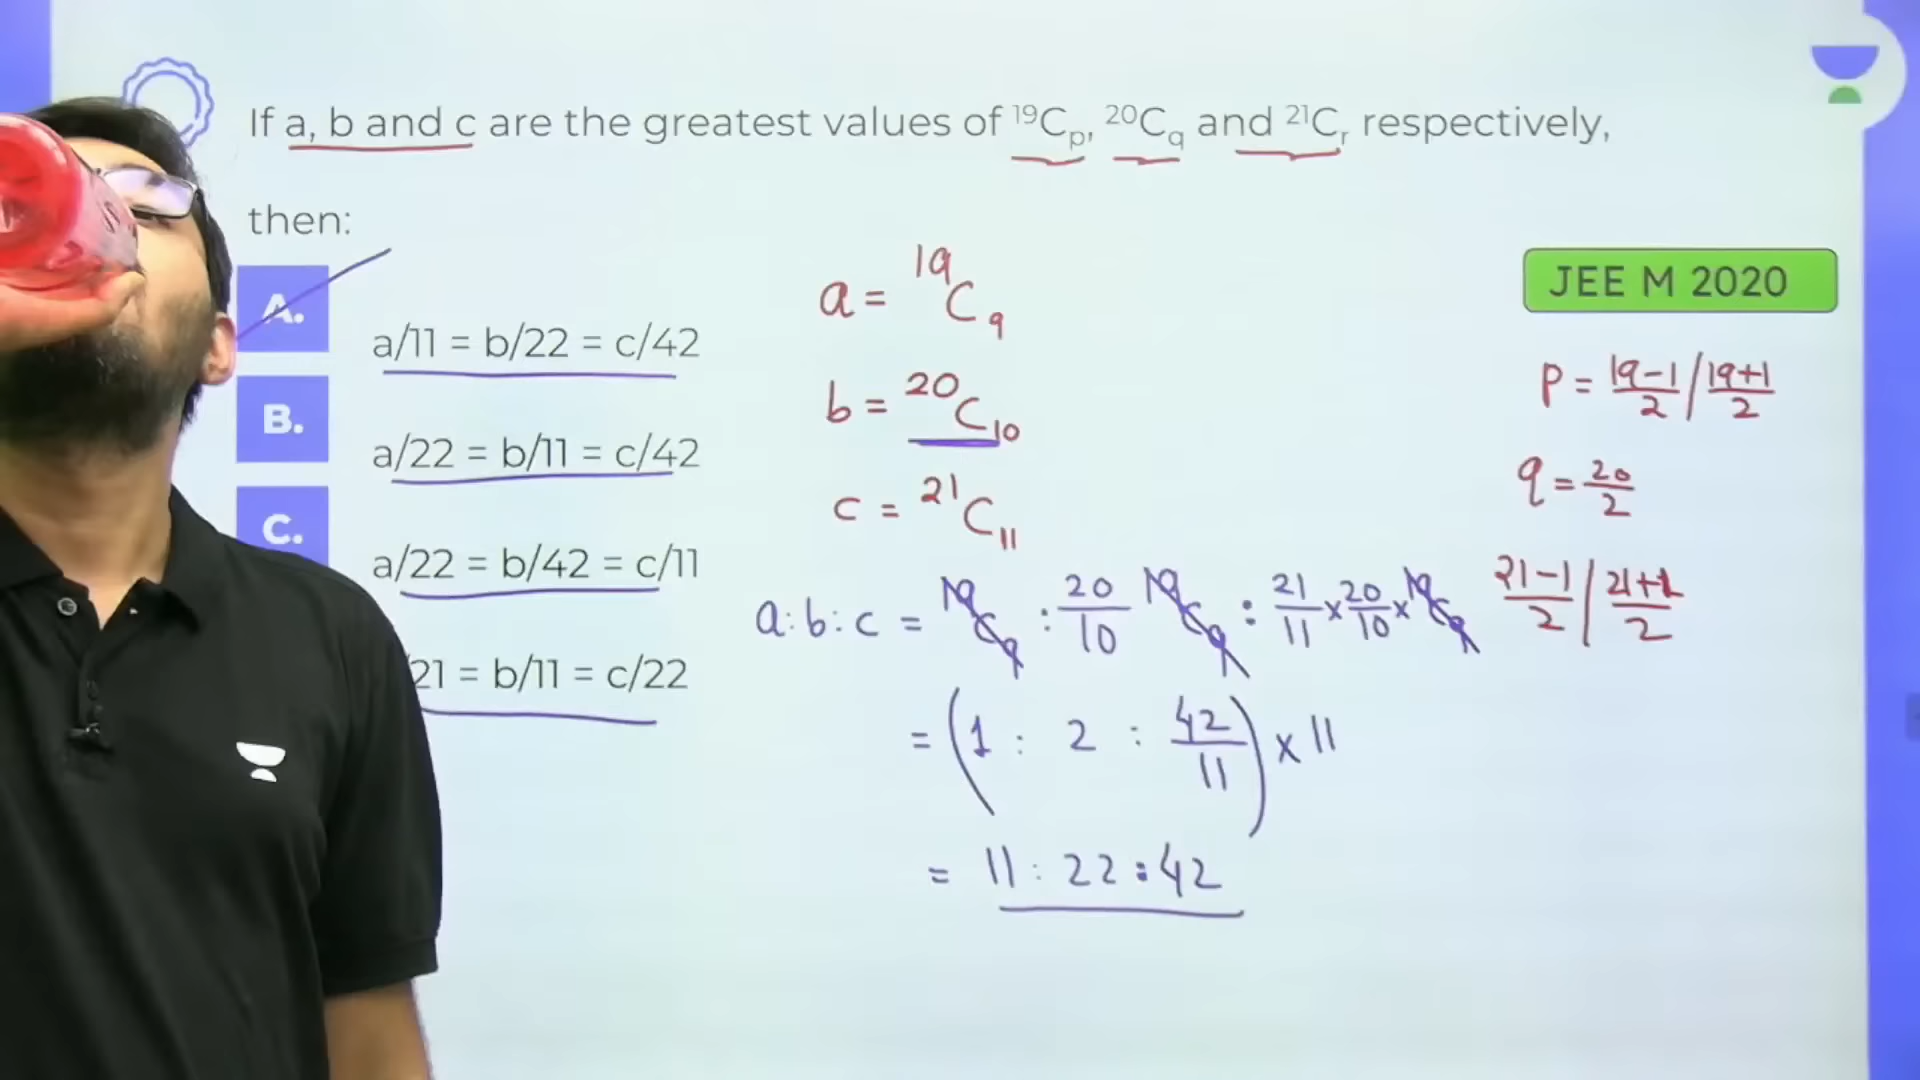 If a, b and c are the greatest values of ¹⁹Cₚ, ²⁰C_q and ²¹Cᵣ respectively,
then:
JEE M 2020
A.
a/11 = b/22 = c/42
B.
a/22 = b/11 = c/42
C.
a/22 = b/42 = c/11
/21 = b/11 = c/22
a = ¹⁹C₉
b = ²⁰C₁₀
c = ²¹C₁₁
p = (19-1)/2 / (19+1)/2
q = 20/2
(21-1)/2 / (21+1)/2
a : b : c = ¹⁹C₉ : 20/10 ¹⁹C₉ : 21/11 × 20/10 × ¹⁹C₉
= (1 : 2 : 42/11) × 11
= 11 : 22 : 42